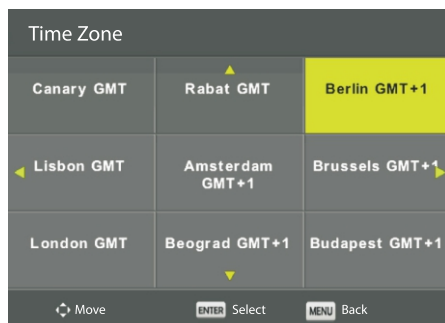 Time Zone
Canary GMT
Rabat GMT
Berlin GMT+1
Lisbon GMT
Amsterdam
GMT+1
Brussels GMT+1
London GMT
Beograd GMT+1
Budapest GMT+1
Move
ENTER Select
MENU Back